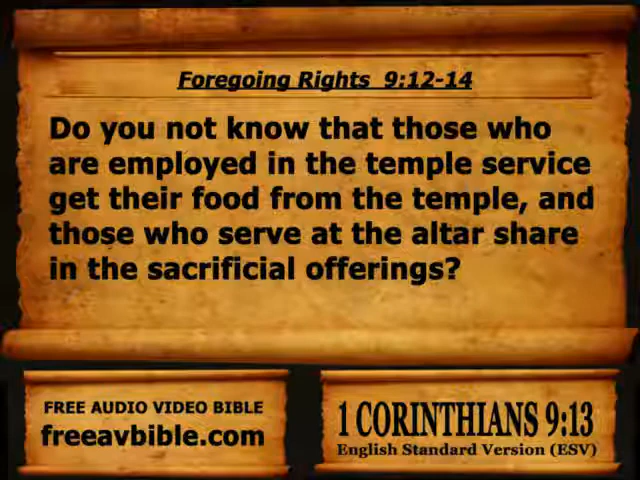 Foregoing Rights 9:12-14
Do you not know that those who
are employed in the temple service
get their food from the temple, and
those who serve at the altar share
in the sacrificial offerings?
FREE AUDIO VIDEO BIBLE
freeavbible.com
1 CORINTHIANS 9:13
English Standard Version (ESV)